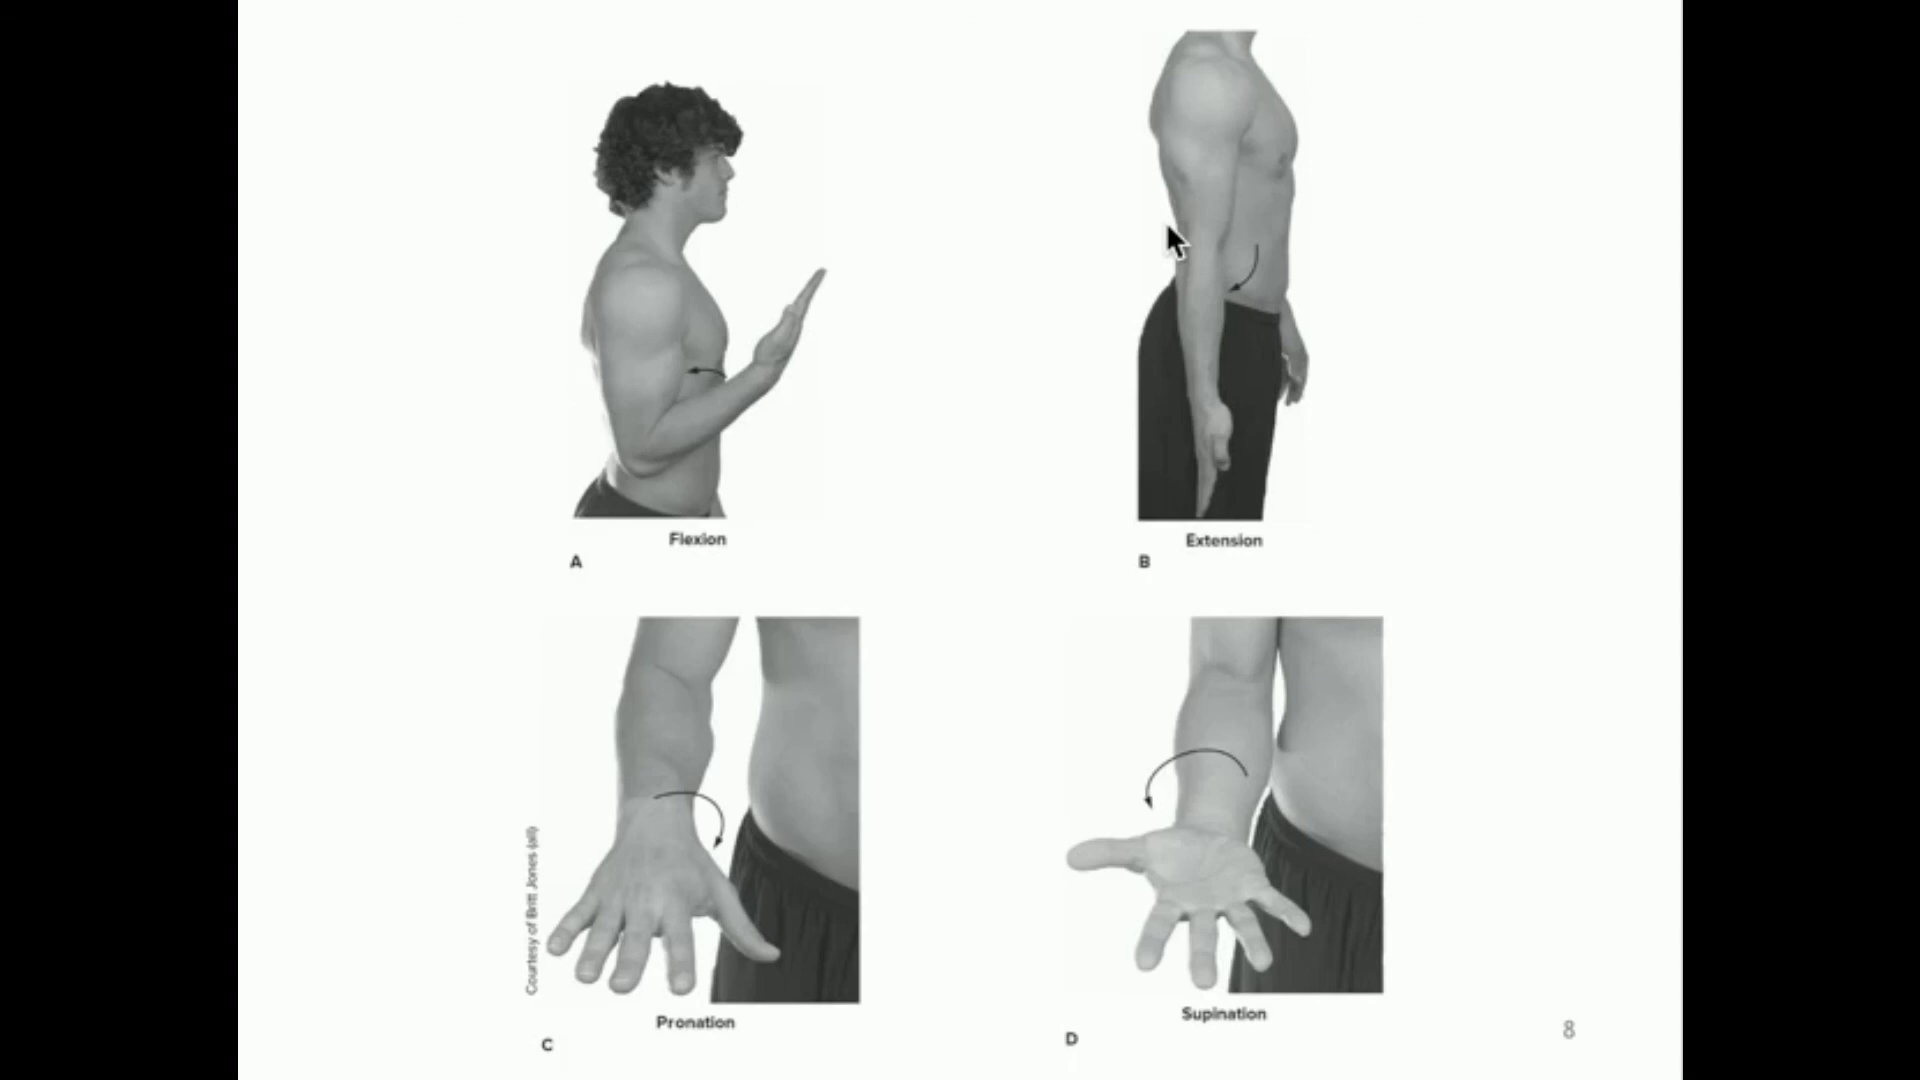 Flexion
A
Extension
B
Courtesy of Britt Jones (all)
Pronation
C
Supination
D
8